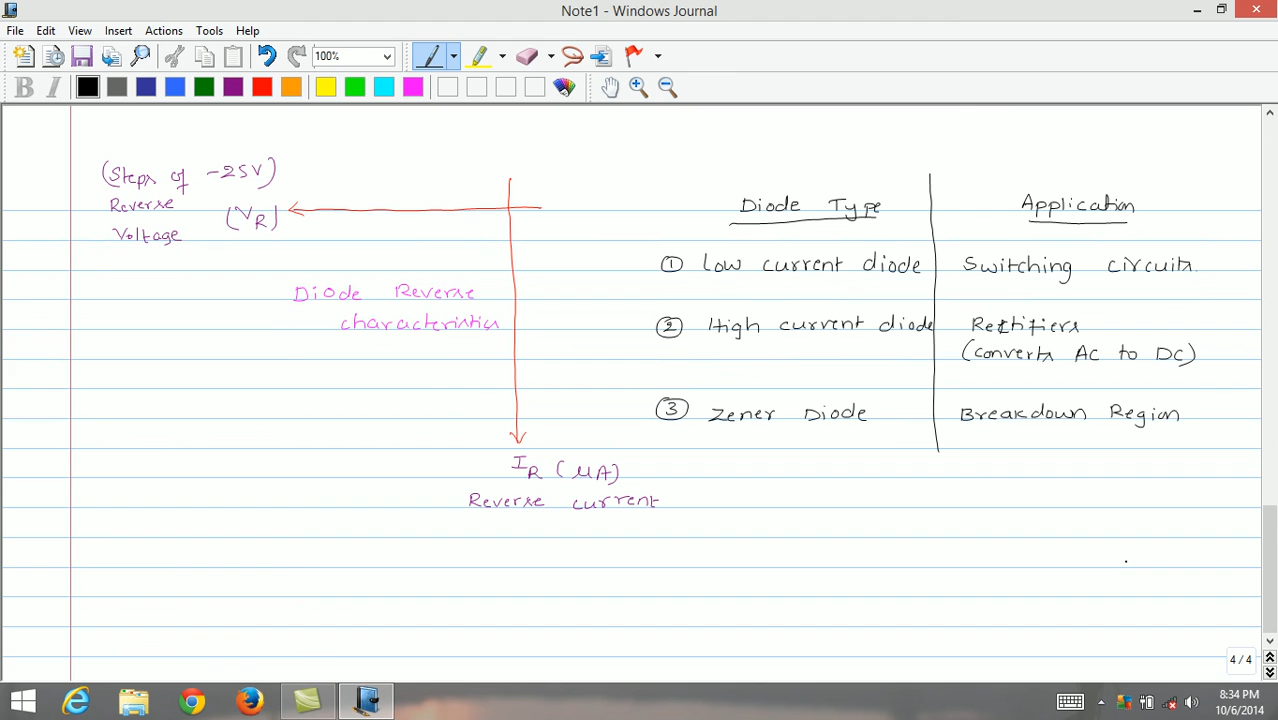 Note1 - Windows Journal
File Edit View Insert Actions Tools Help
100%
B I
(Steps of -25V)
Reverse
Voltage
(VR)
Diode Reverse
characteristics
IR (μA)
Reverse current
Diode Type Application
① Low current diode Switching circuits.
② High current diode Rectifiers
(converts AC to DC)
③ Zener Diode Breakdown Region
4 / 4
8:34 PM
10/6/2014